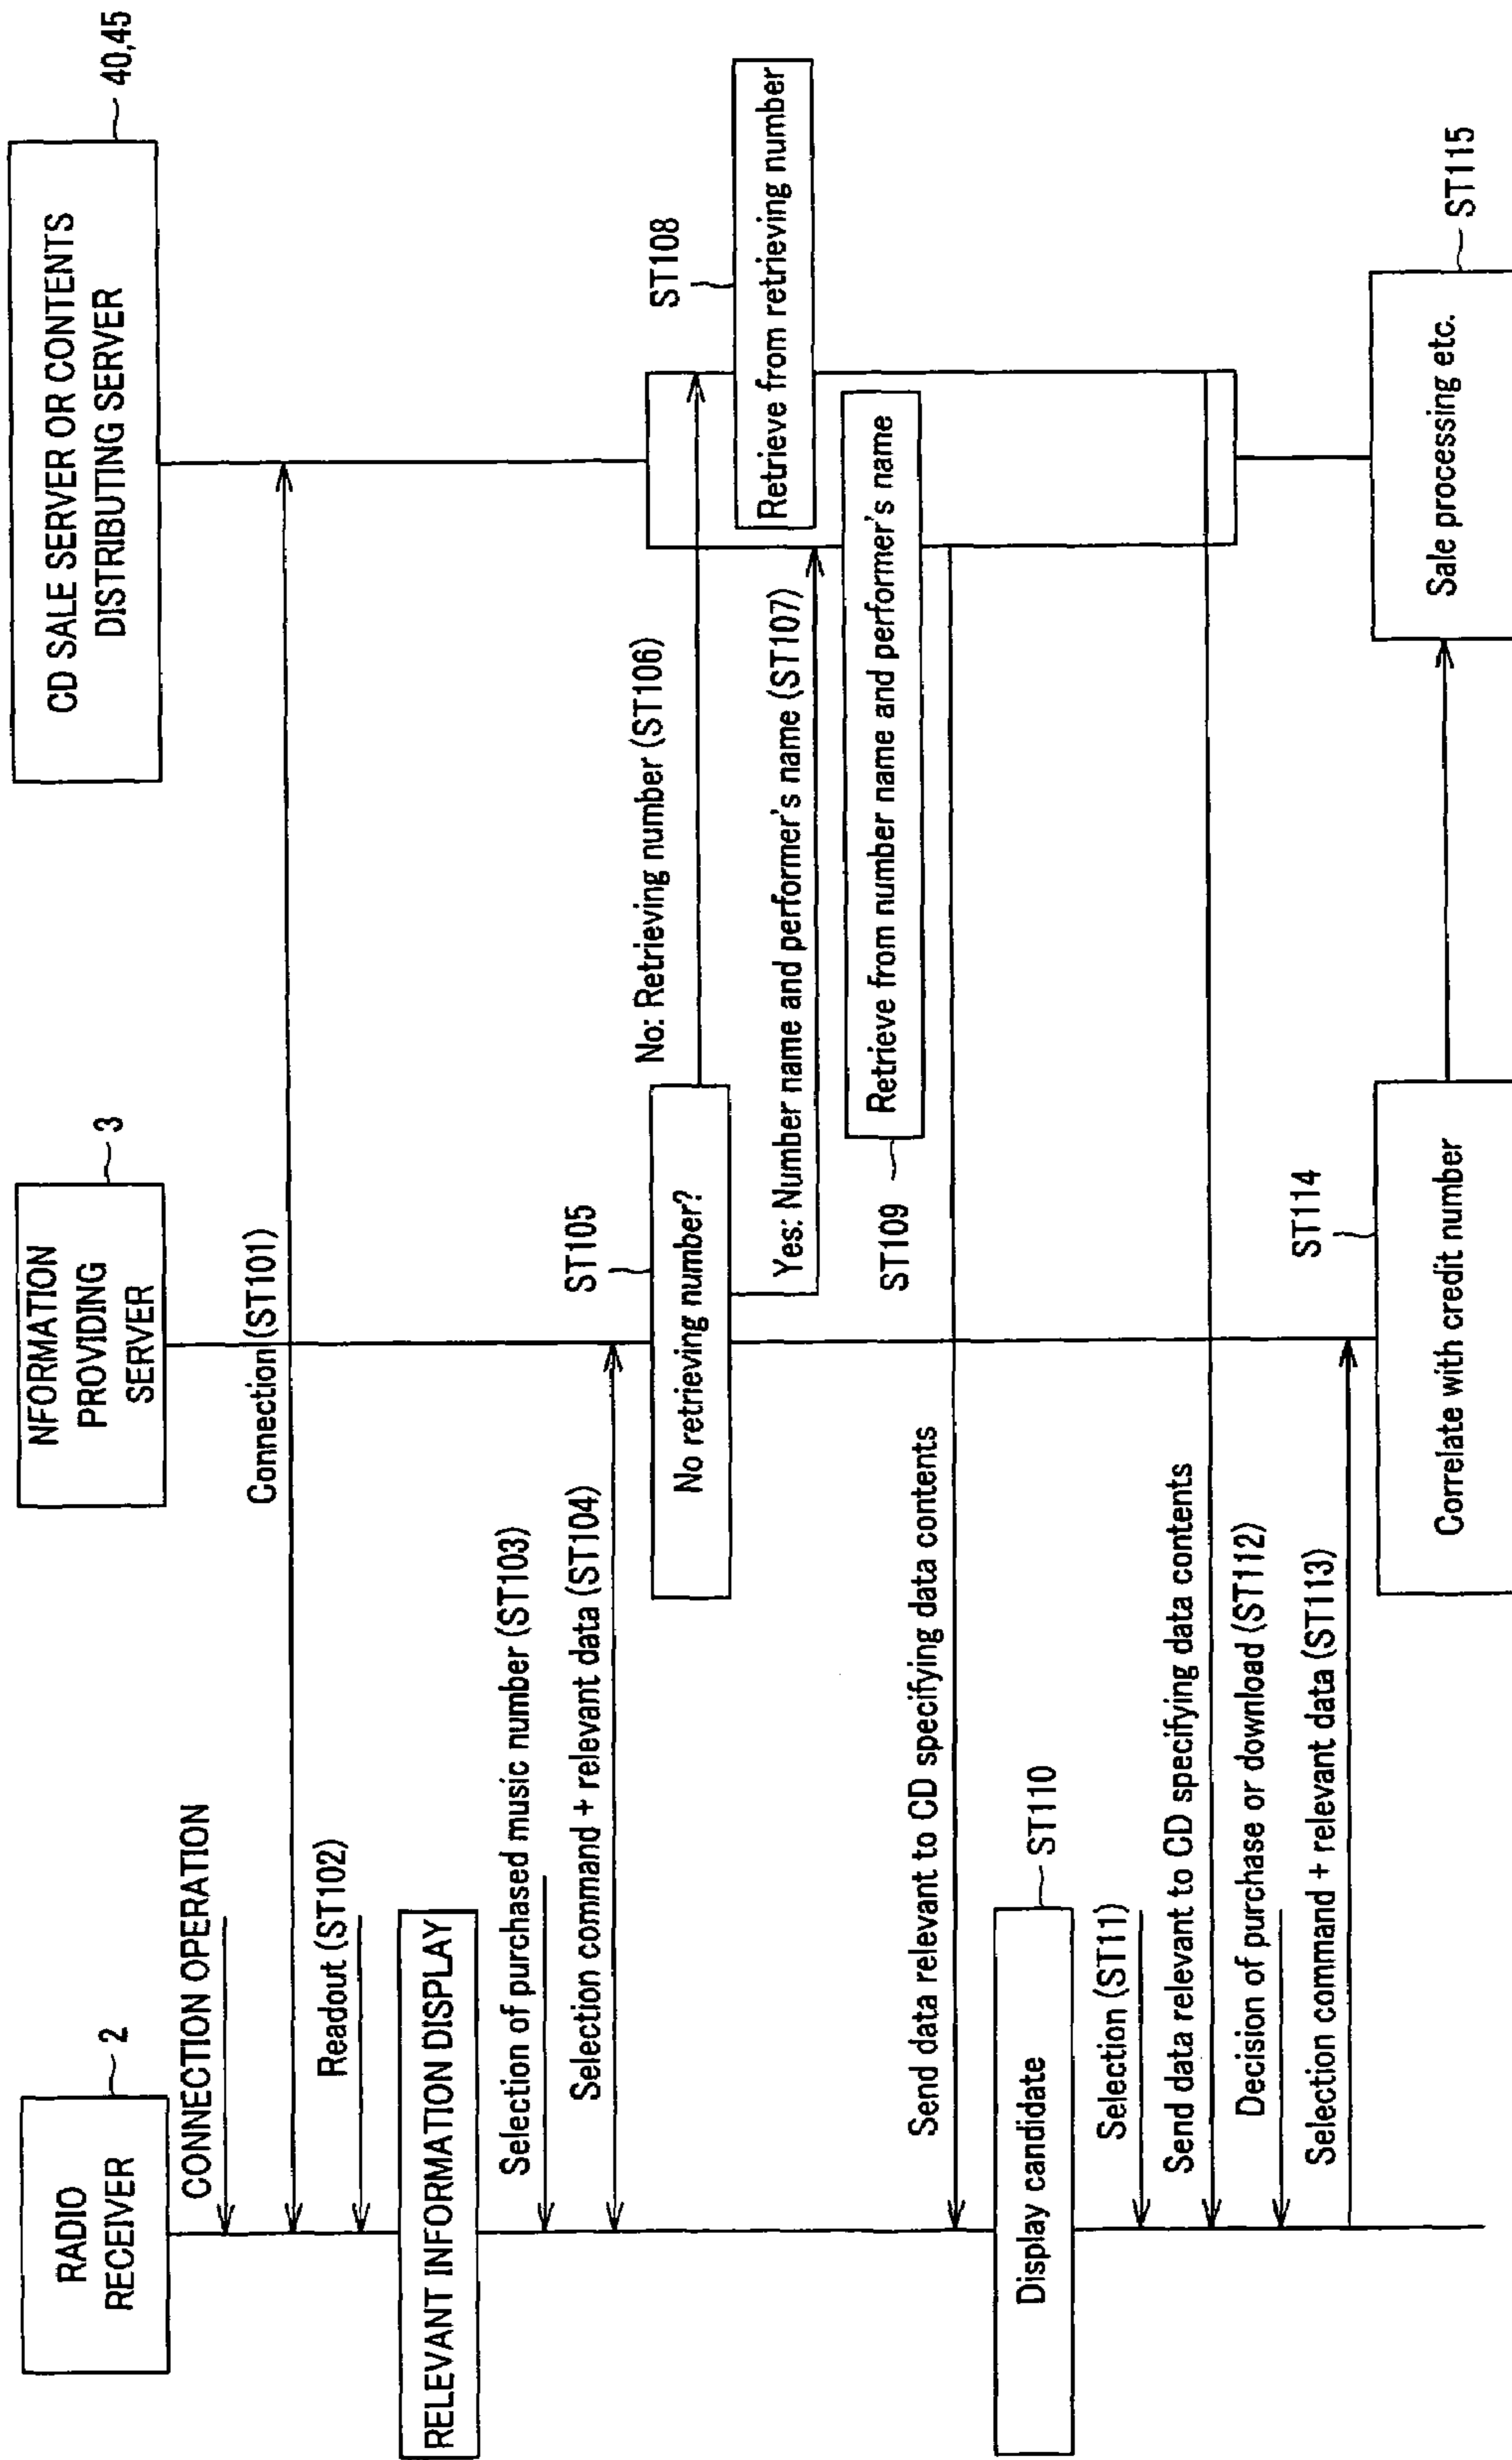 RADIO
RECEIVER
2
NFORMATION
PROVIDING
SERVER
3
CD SALE SERVER OR CONTENTS
DISTRIBUTING SERVER
40,45
CONNECTION OPERATION
Connection (ST101)
Readout (ST102)
RELEVANT INFORMATION DISPLAY
Selection of purchased music number (ST103)
Selection command + relevant data (ST104)
ST105
No retrieving number?
No: Retrieving number (ST106)
ST108
Retrieve from retrieving number
Yes: Number name and performer's name (ST107)
ST109
Retrieve from number name and performer's name
Send data relevant to CD specifying data contents
Display candidate
ST110
Selection (ST11)
Send data relevant to CD specifying data contents
Decision of purchase or download (ST112)
Selection command + relevant data (ST113)
ST114
Correlate with credit number
Sale processing etc.
ST115